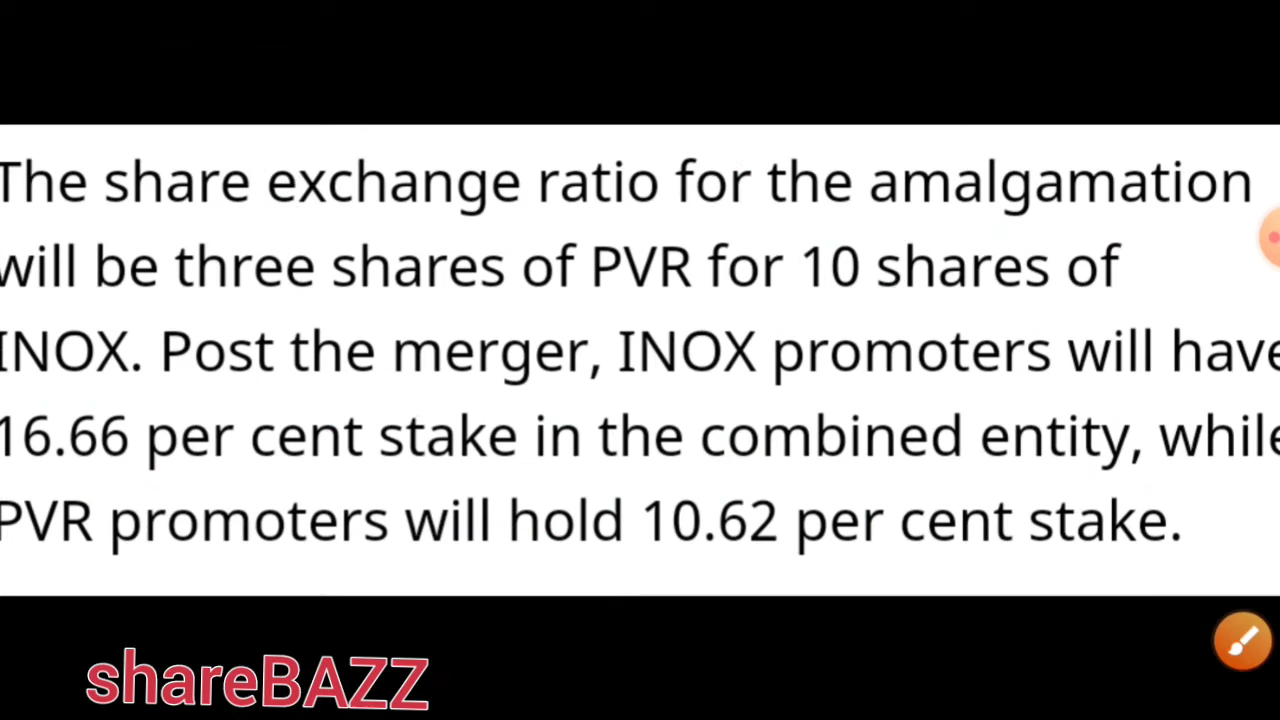 The share exchange ratio for the amalgamation
will be three shares of PVR for 10 shares of
INOX. Post the merger, INOX promoters will have
16.66 per cent stake in the combined entity, while
PVR promoters will hold 10.62 per cent stake.
shareBAZZ